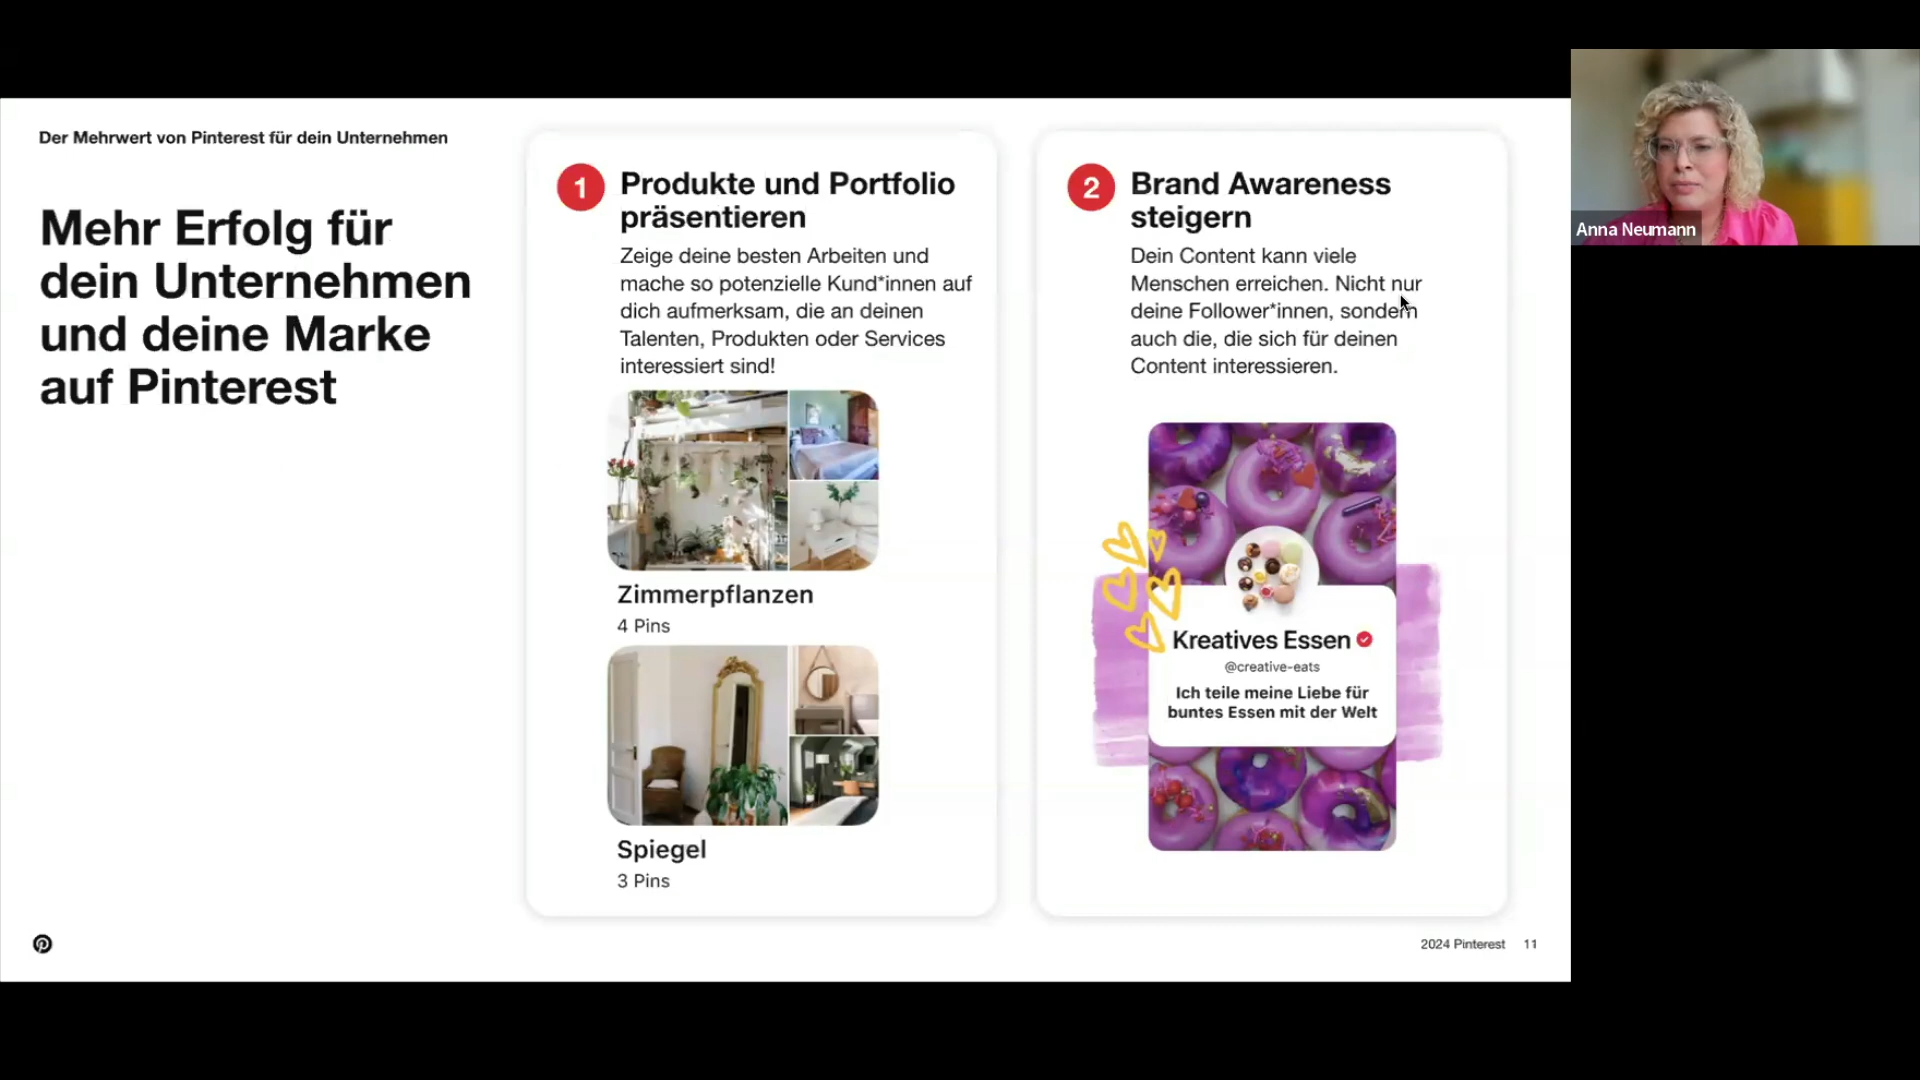 Der Mehrwert von Pinterest für dein Unternehmen
Mehr Erfolg für
dein Unternehmen
und deine Marke
auf Pinterest
1
Produkte und Portfolio
präsentieren
Zeige deine besten Arbeiten und
mache so potenzielle Kund*innen auf
dich aufmerksam, die an deinen
Talenten, Produkten oder Services
interessiert sind!
Zimmerpflanzen
4 Pins
Spiegel
3 Pins
2
Brand Awareness
steigern
Dein Content kann viele
Menschen erreichen. Nicht nur
deine Follower*innen, sondern
auch die, die sich für deinen
Content interessieren.
Kreatives Essen
@creative-eats
Ich teile meine Liebe für
buntes Essen mit der Welt
2024 Pinterest 11
Anna Neumann